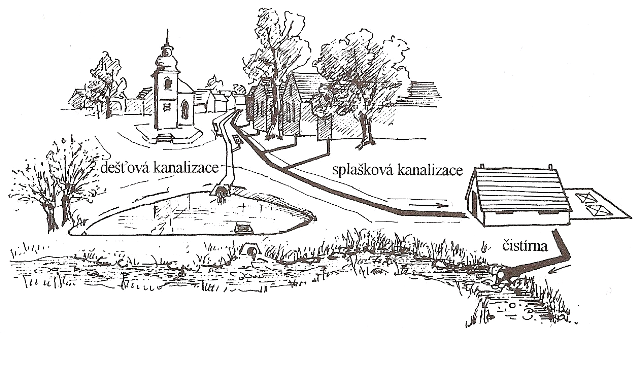 dešťová kanalizace
splašková kanalizace
čistírna